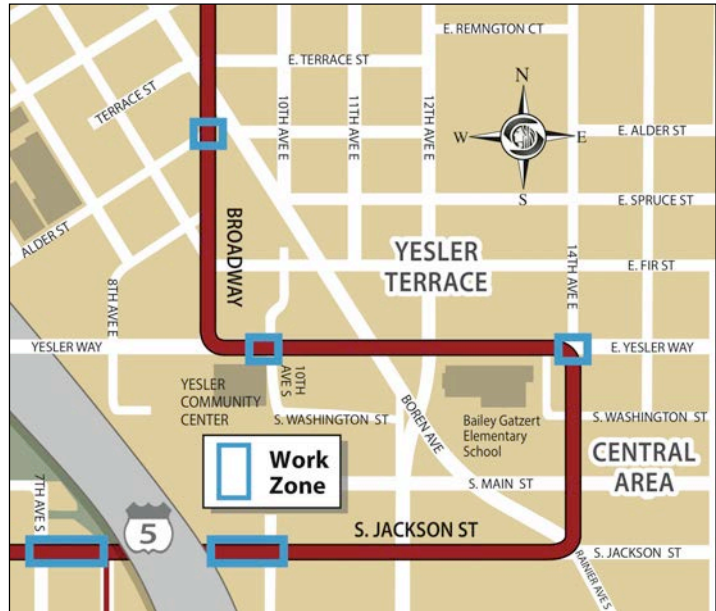 E. REMNGTON CT
E. TERRACE ST
TERRACE ST
10TH AVE E
11TH AVE E
12TH AVE E
N
W
E
S
E. ALDER ST
E. SPRUCE ST
ALDER ST
BROADWAY
YESLER
TERRACE
14TH AVE E
E. FIR ST
8TH AVE E
YESLER WAY
E. YESLER WAY
YESLER
COMMUNITY
CENTER
10TH
AVE S
S. WASHINGTON ST
BOREN AVE
Bailey Gatzert
Elementary
School
S. WASHINGTON ST
CENTRAL
AREA
Work
Zone
7TH AVE S
S. MAIN ST
5
S. JACKSON ST
S. JACKSON ST
RAINIER AVE S